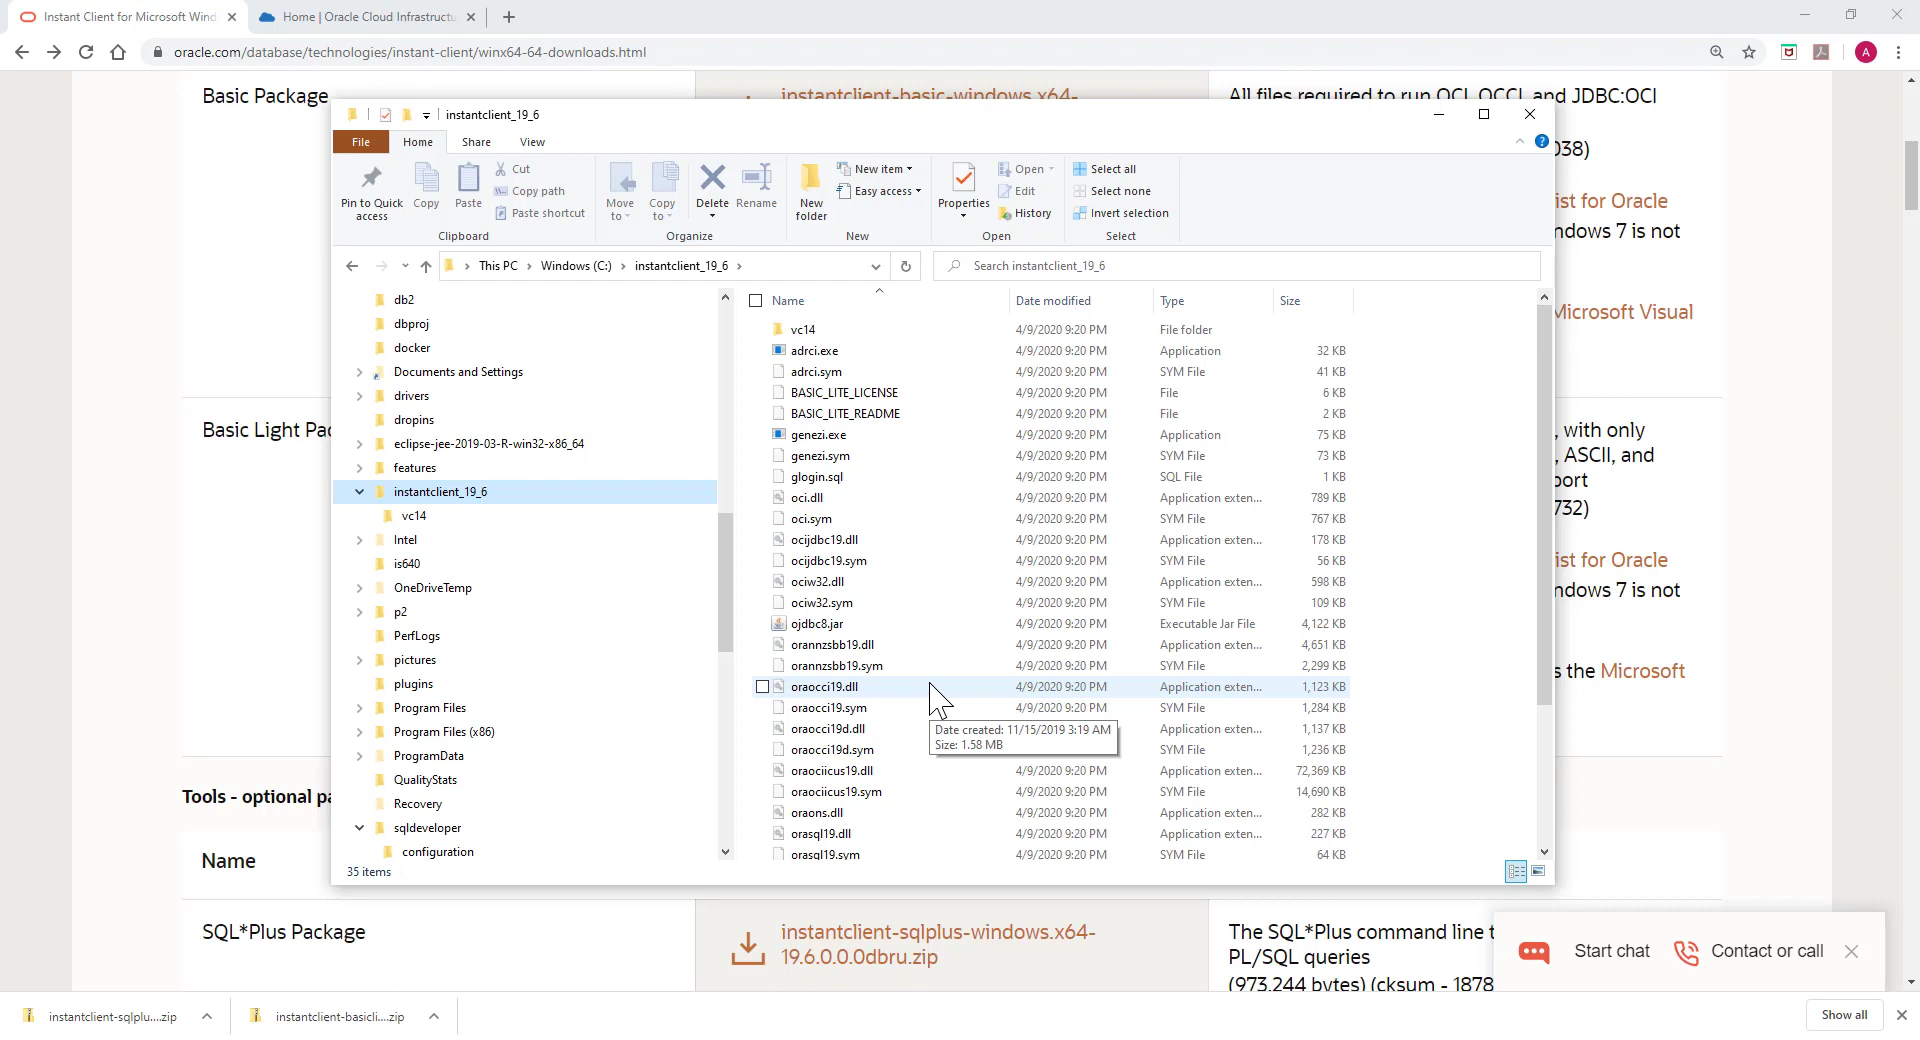 Instant Client for Microsoft Wind
Home | Oracle Cloud Infrastructu
oracle.com/database/technologies/instant-client/winx64-64-downloads.html
A
Basic Package
instantclient-basic-windows.x64-
All files required to run OCI, OCCI, and JDBC-OCI
instantclient_19_6
File
Home
Share
View
038)
Pin to Quick access
Copy
Paste
Cut
Copy path
Paste shortcut
Move to
Copy to
Delete
Rename
New folder
New item
Easy access
Properties
Open
Edit
History
Select all
Select none
Invert selection
Clipboard
Organize
New
Open
Select
ist for Oracle
ndows 7 is not
This PC
Windows (C:)
instantclient_19_6
Search instantclient_19_6
Microsoft Visual
db2
dbproj
docker
Documents and Settings
drivers
dropins
eclipse-jee-2019-03-R-win32-x86_64
features
instantclient_19_6
vc14
Intel
is640
OneDriveTemp
p2
PerfLogs
pictures
plugins
Program Files
Program Files (x86)
ProgramData
QualityStats
Recovery
sqldeveloper
configuration
Name Date modified Type Size
vc14 4/9/2020 9:20 PM File folder
adrci.exe 4/9/2020 9:20 PM Application 32 KB
adrci.sym 4/9/2020 9:20 PM SYM File 41 KB
BASIC_LITE_LICENSE 4/9/2020 9:20 PM File 6 KB
BASIC_LITE_README 4/9/2020 9:20 PM File 2 KB
genezi.exe 4/9/2020 9:20 PM Application 75 KB
genezi.sym 4/9/2020 9:20 PM SYM File 73 KB
glogin.sql 4/9/2020 9:20 PM SQL File 1 KB
oci.dll 4/9/2020 9:20 PM Application exten... 789 KB
oci.sym 4/9/2020 9:20 PM SYM File 767 KB
ocijdbc19.dll 4/9/2020 9:20 PM Application exten... 178 KB
ocijdbc19.sym 4/9/2020 9:20 PM SYM File 56 KB
ociw32.dll 4/9/2020 9:20 PM Application exten... 598 KB
ociw32.sym 4/9/2020 9:20 PM SYM File 109 KB
ojdbc8.jar 4/9/2020 9:20 PM Executable Jar File 4,122 KB
orannzsbb19.dll 4/9/2020 9:20 PM Application exten... 4,651 KB
orannzsbb19.sym 4/9/2020 9:20 PM SYM File 2,299 KB
oraocci19.dll 4/9/2020 9:20 PM Application exten... 1,123 KB
oraocci19.sym 4/9/2020 9:20 PM SYM File 1,284 KB
oraocci19d.dll Application exten... 1,137 KB
oraocci19d.sym SYM File 1,236 KB
Date created: 11/15/2019 3:19 AM
Size: 1.58 MB
oraociicus19.dll 4/9/2020 9:20 PM Application exten... 72,369 KB
oraociicus19.sym 4/9/2020 9:20 PM SYM File 14,690 KB
oraons.dll 4/9/2020 9:20 PM Application exten... 282 KB
orasql19.dll 4/9/2020 9:20 PM Application exten... 227 KB
orasql19.sym 4/9/2020 9:20 PM SYM File 64 KB
35 items
Basic Light Pac
, with only
, ASCII, and
port
732)
ist for Oracle
ndows 7 is not
s the Microsoft
Tools - optional pa
Name
SQL*Plus Package
instantclient-sqlplus-windows.x64-
19.6.0.0.0dbru.zip
The SQL*Plus command line t
PL/SQL queries
(973,244 bytes) (cksum - 1878
Start chat
Contact or call
instantclient-sqlplu....zip
instantclient-basicli....zip
Show all